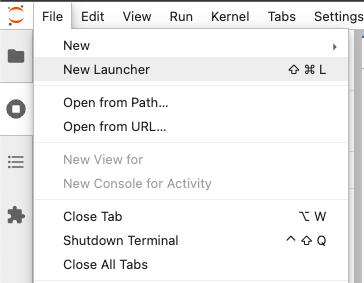 File Edit View Run Kernel Tabs Settings
New
New Launcher ⇧ ⌘ L
Open from Path...
Open from URL...
New View for
New Console for Activity
Close Tab ⌥ W
Shutdown Terminal ^ ⇧ Q
Close All Tabs